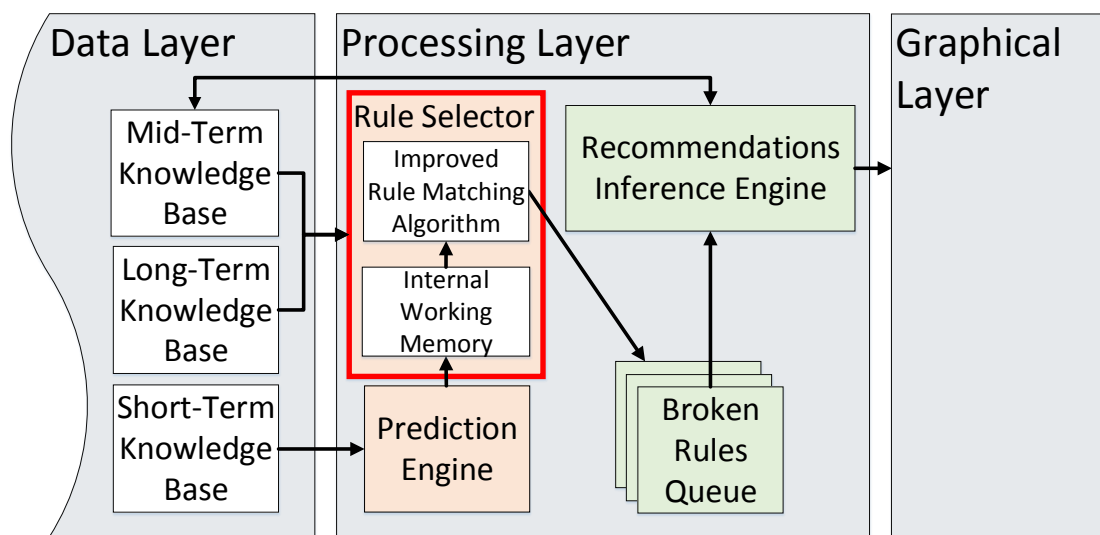 Data Layer
Mid-Term
Knowledge
Base
Long-Term
Knowledge
Base
Short-Term
Knowledge
Base
Processing Layer
Rule Selector
Improved
Rule Matching
Algorithm
Internal
Working
Memory
Prediction
Engine
Recommendations
Inference Engine
Broken
Rules
Queue
Graphical
Layer